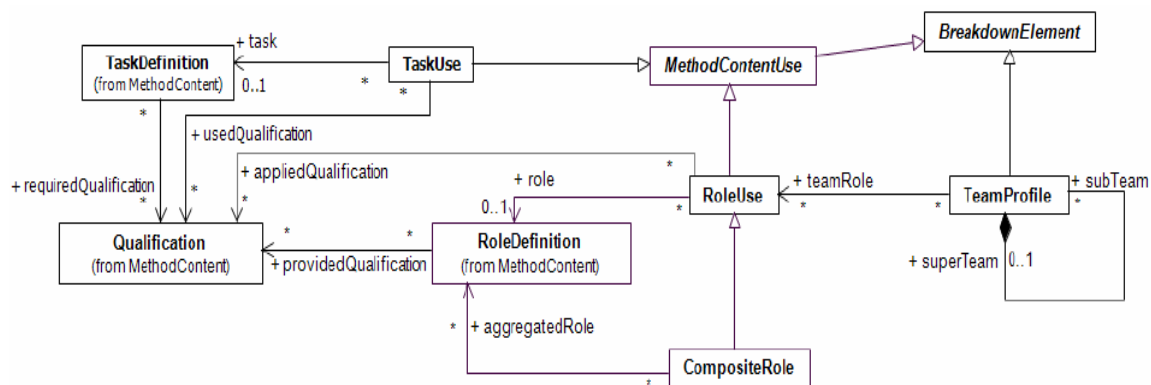 BreakdownElement
+ task
TaskDefinition
(from MethodContent)
0..1
*
TaskUse
*
MethodContentUse
*
+ usedQualification
+ appliedQualification
*
+ requiredQualification
*
*
*
+ role
0..1
RoleUse
*
+ teamRole
*
*
TeamProfile
+ subTeam
*
Qualification
(from MethodContent)
*
*
+ providedQualification
RoleDefinition
(from MethodContent)
+ superTeam
0..1
*
+ aggregatedRole
CompositeRole
*